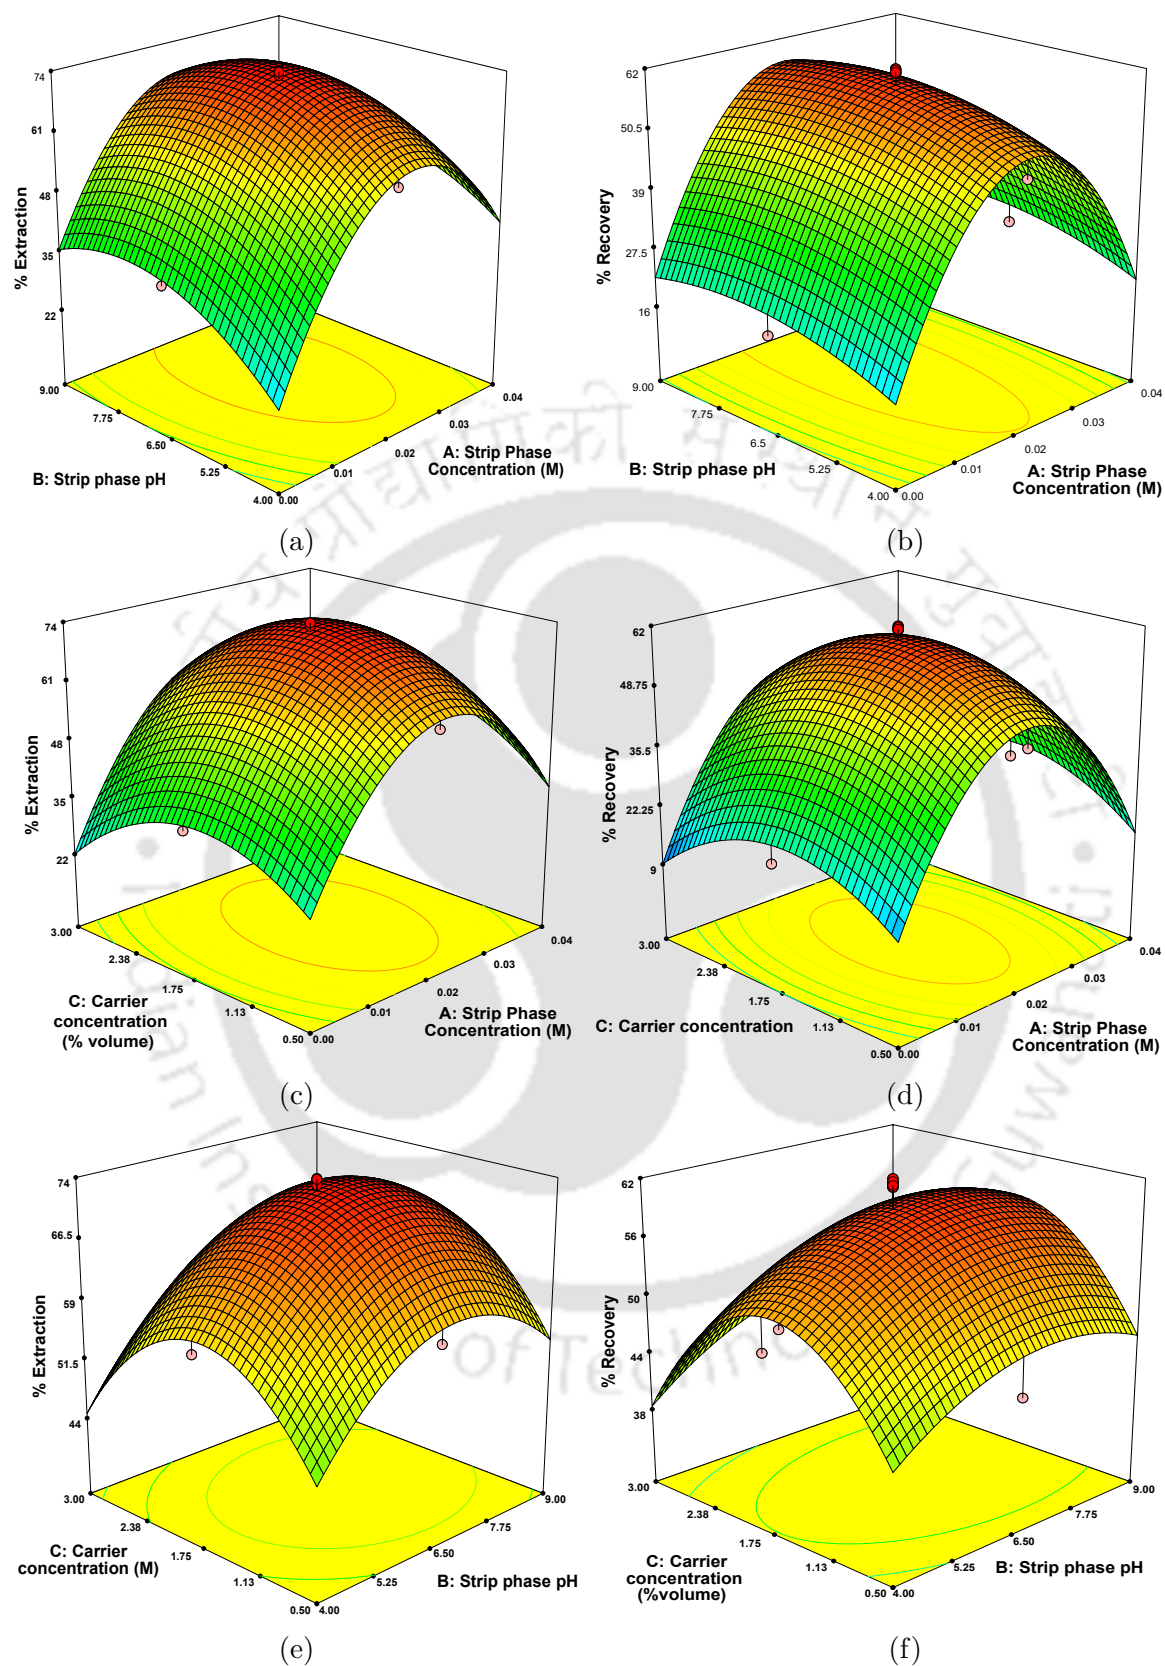 74
61
48
35
22
% Extraction
9.00
7.75
6.50
5.25
4.00
0.00
0.01
0.02
0.03
0.04
B: Strip phase pH
A: Strip Phase
Concentration (M)
(a)
62
50.5
39
27.5
16
% Recovery
9.00
7.75
6.5
5.25
4.00
0.00
0.01
0.02
0.03
0.04
B: Strip phase pH
A: Strip Phase
Concentration (M)
(b)
74
61
48
35
22
% Extraction
3.00
2.38
1.75
1.13
0.50
0.00
0.01
0.02
0.03
0.04
C: Carrier
concentration
(% volume)
A: Strip Phase
Concentration (M)
(c)
62
48.75
35.5
22.25
9
% Recovery
3.00
2.38
1.75
1.13
0.50
0.00
0.01
0.02
0.03
0.04
C: Carrier concentration
A: Strip Phase
Concentration (M)
(d)
74
66.5
59
51.5
44
% Extraction
3.00
2.38
1.75
1.13
0.50
4.00
5.25
6.50
7.75
9.00
C: Carrier
concentration (M)
B: Strip phase pH
(e)
62
56
50
44
38
% Recovery
3.00
2.38
1.75
1.13
0.50
4.00
5.25
6.50
7.75
9.00
C: Carrier
concentration
(%volume)
B: Strip phase pH
(f)
of Techno